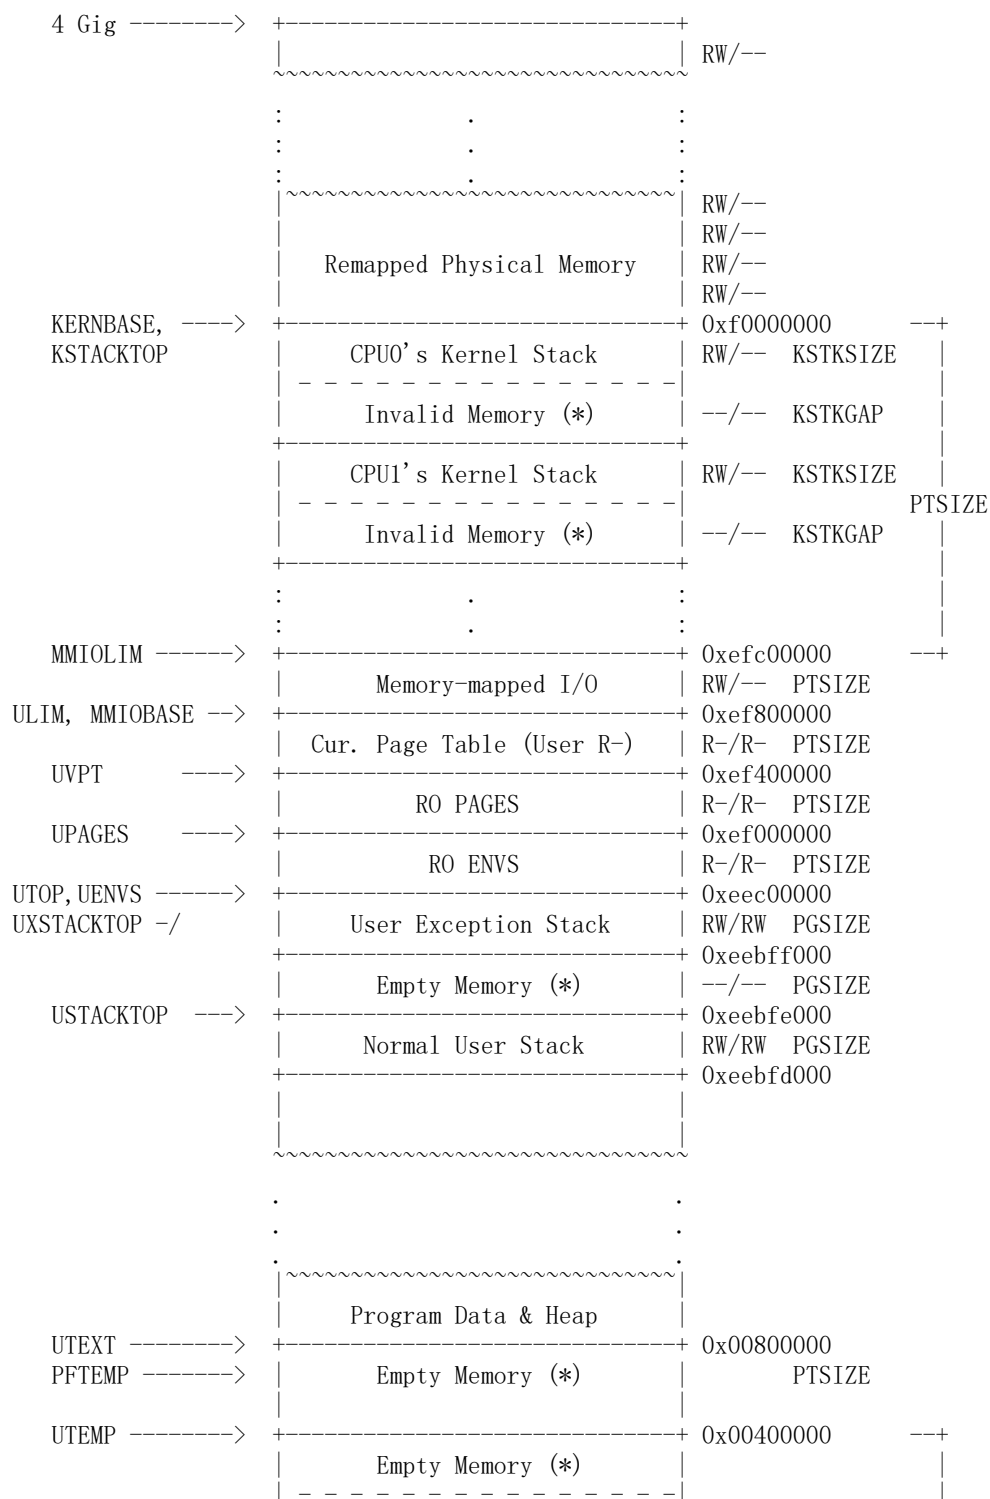 4 Gig -------->  +------------------------------+
                 |                              | RW/--
                 ~~~~~~~~~~~~~~~~~~~~~~~~~~~~~~~~
                 :              .               :
                 :              .               :
                 :              .               :
                 |~~~~~~~~~~~~~~~~~~~~~~~~~~~~~~| RW/--
                 |                              | RW/--
                 |   Remapped Physical Memory   | RW/--
                 |                              | RW/--
KERNBASE, ---->  +------------------------------+ 0xf0000000      --+
KSTACKTOP        |     CPU0's Kernel Stack      | RW/--  KSTKSIZE   |
                 | - - - - - - - - - - - - - - -|                   |
                 |      Invalid Memory (*)      | --/--  KSTKGAP    |
                 +------------------------------+                   |
                 |     CPU1's Kernel Stack      | RW/--  KSTKSIZE   |
                 | - - - - - - - - - - - - - - -|                 PTSIZE
                 |      Invalid Memory (*)      | --/--  KSTKGAP    |
                 +------------------------------+                   |
                 :              .               :                   |
                 :              .               :                   |
MMIOLIM ------>  +------------------------------+ 0xefc00000      --+
                 |       Memory-mapped I/O      | RW/--  PTSIZE
ULIM, MMIOBASE -->  +------------------------------+ 0xef800000
                 |  Cur. Page Table (User R-)   | R-/R-  PTSIZE
UVPT      ---->  +------------------------------+ 0xef400000
                 |          RO PAGES            | R-/R-  PTSIZE
UPAGES    ---->  +------------------------------+ 0xef000000
                 |           RO ENVS            | R-/R-  PTSIZE
UTOP,UENVS ------>  +------------------------------+ 0xeec00000
UXSTACKTOP -/    |     User Exception Stack     | RW/RW  PGSIZE
                 +------------------------------+ 0xeebff000
                 |       Empty Memory (*)       | --/--  PGSIZE
USTACKTOP  --->  +------------------------------+ 0xeebfe000
                 |      Normal User Stack       | RW/RW  PGSIZE
                 +------------------------------+ 0xeebfd000
                 |                              |
                 |                              |
                 ~~~~~~~~~~~~~~~~~~~~~~~~~~~~~~~~
                 .                              .
                 .                              .
                 .                              .
                 |~~~~~~~~~~~~~~~~~~~~~~~~~~~~~~|
                 |     Program Data & Heap      |
UTEXT -------->  +------------------------------+ 0x00800000
PFTEMP ------->  |       Empty Memory (*)       |        PTSIZE
                 |                              |
UTEMP -------->  +------------------------------+ 0x00400000      --+
                 |       Empty Memory (*)       |                   |
                 | - - - - - - - - - - - - - - -|                   |